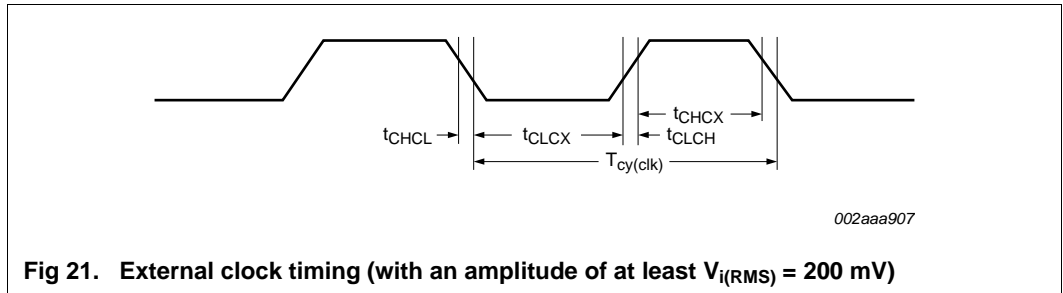 tCHCX
tCHCL tCLCX tCLCH
Tcy(clk)
002aaa907
Fig 21. External clock timing (with an amplitude of at least Vi(RMS) = 200 mV)